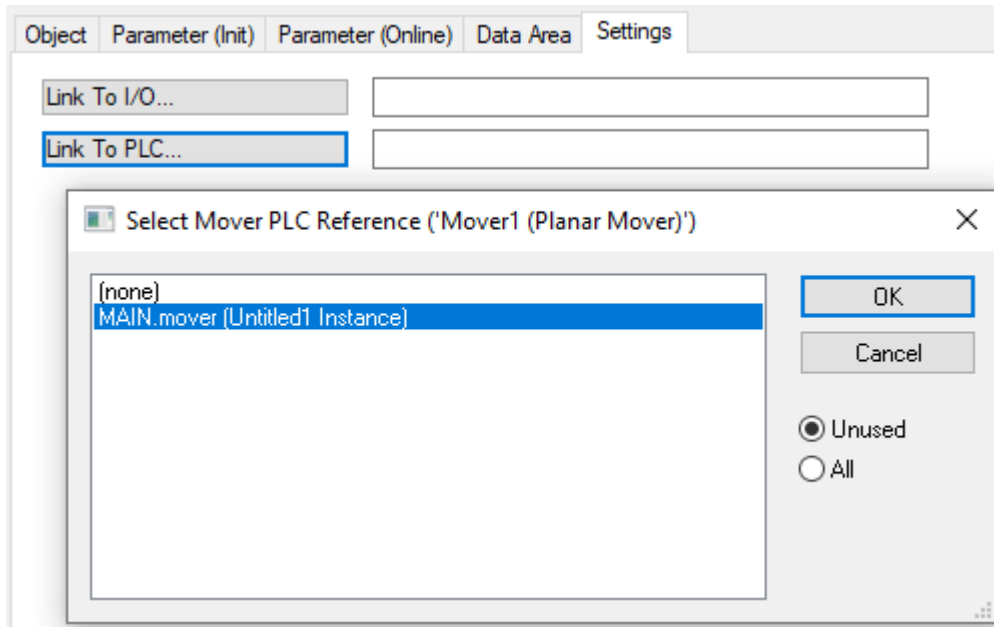 Object Parameter (Init) Parameter (Online) Data Area Settings
Link To I/O...
Link To PLC...
Select Mover PLC Reference ('Mover1 (Planar Mover)')
(none)
MAIN.mover (Untitled1 Instance)
OK
Cancel
Unused
All